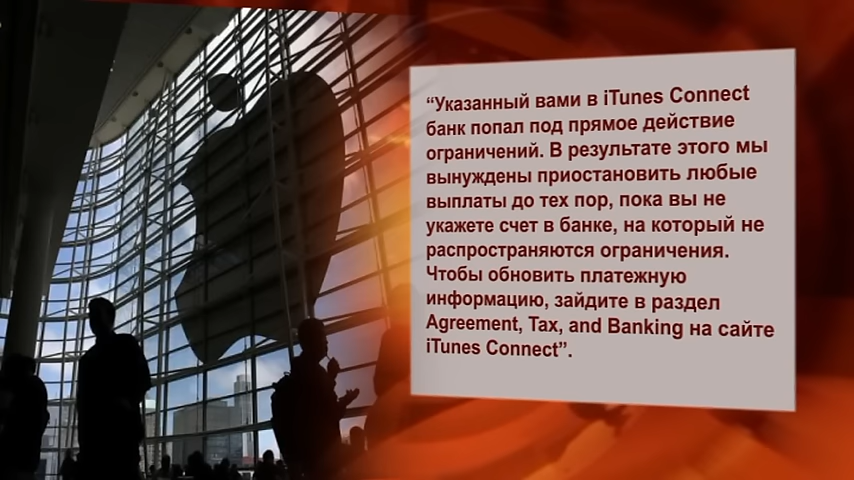 “Указанный вами в iTunes Connect
банк попал под прямое действие
ограничений. В результате этого мы
вынуждены приостановить любые
выплаты до тех пор, пока вы не
укажете счет в банке, на который не
распространяются ограничения.
Чтобы обновить платежную
информацию, зайдите в раздел
Agreement, Tax, and Banking на сайте
iTunes Connect”.